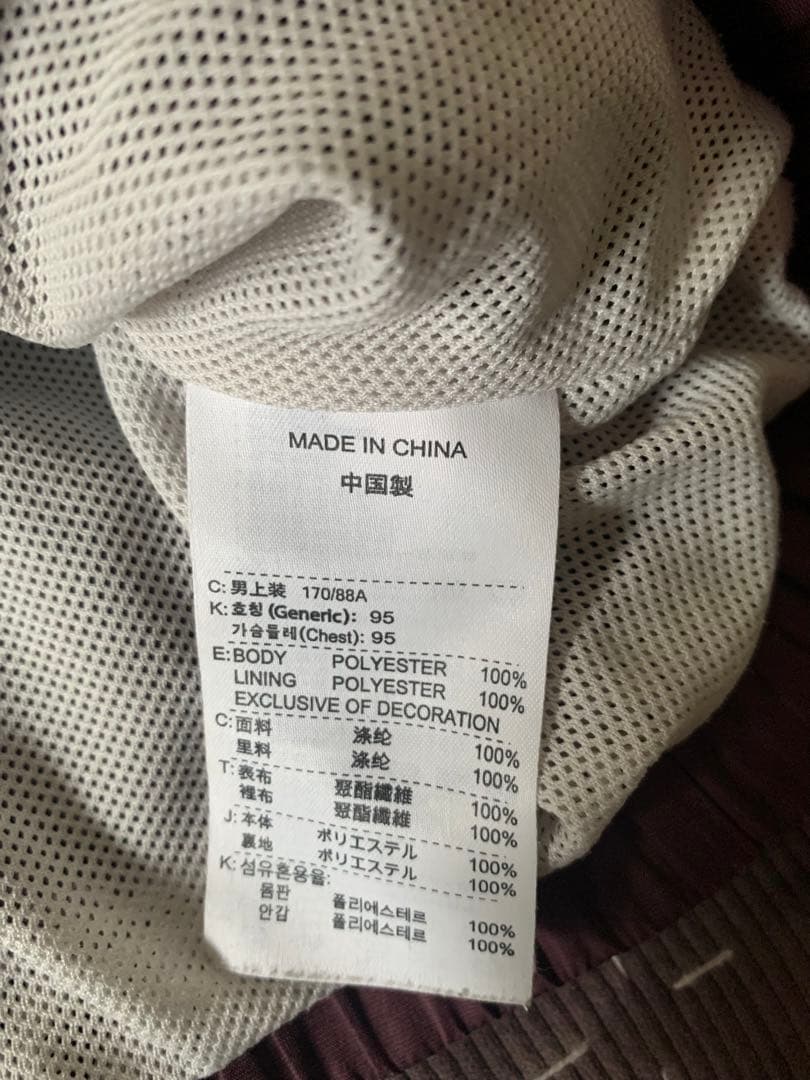 MADE IN CHINA
中国製
C: 男上装 170/88A
K: 호칭 (Generic): 95
가슴둘레(Chest): 95
E: BODY POLYESTER 100%
LINING POLYESTER 100%
EXCLUSIVE OF DECORATION
C: 面料 涤纶 100%
里料 涤纶 100%
T: 表布 聚酯纖維 100%
裡布 聚酯纖維 100%
J: 本体 ポリエステル 100%
裏地 ポリエステル 100%
K: 섬유혼용율:
몸판 폴리에스테르 100%
안감 폴리에스테르 100%